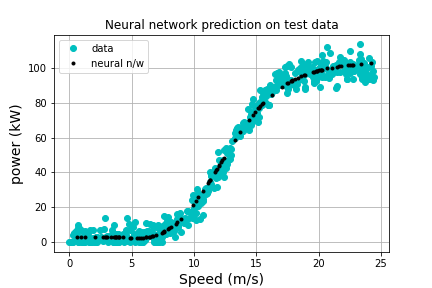 Neural network prediction on test data
data
neural n/w
power (kW)
100
80
60
40
20
0
0 5 10 15 20 25
Speed (m/s)